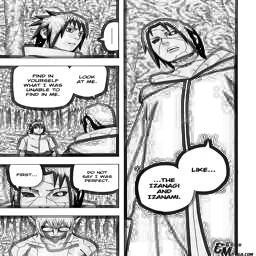 LIKE...
...THE
IZANAGI
AND
IZANAMI.
LOOK
AT ME.
FIND IN
YOURSELF
WHAT I WAS
UNABLE TO
FIND IN ME.
DO NOT
SAY I WAS
PERFECT.
FIRST...